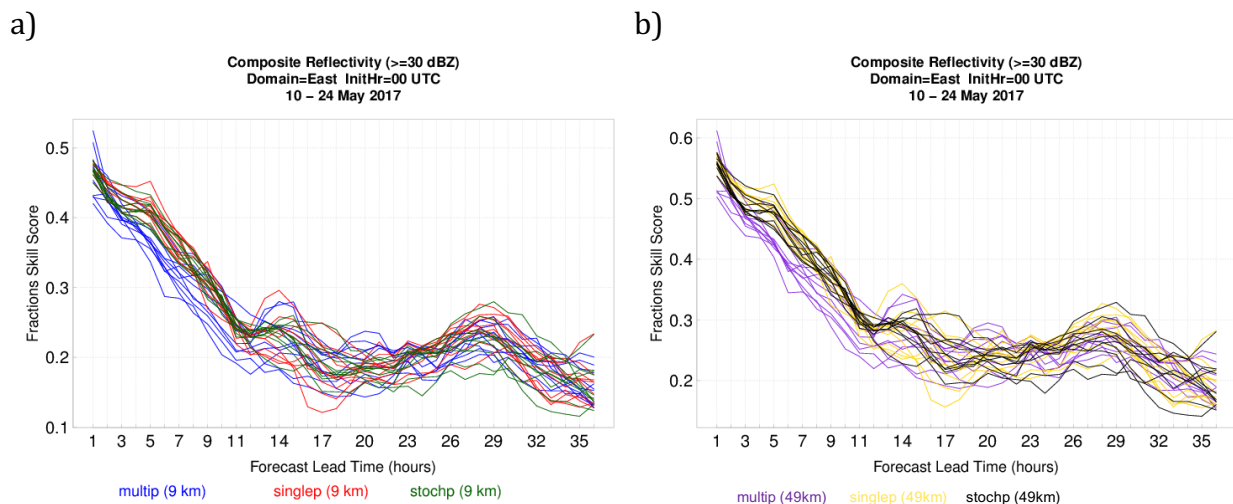 a)
Composite Reflectivity (>=30 dBZ)
Domain=East InitHr=00 UTC
10 – 24 May 2017
Fractions Skill Score
0.5
0.4
0.3
0.2
0.1
1 3 5 7 9 11 14 17 20 23 26 29 32 35
Forecast Lead Time (hours)
multip (9 km) singlep (9 km) stochp (9 km)
b)
Composite Reflectivity (>=30 dBZ)
Domain=East InitHr=00 UTC
10 – 24 May 2017
Fractions Skill Score
0.6
0.5
0.4
0.3
0.2
1 3 5 7 9 11 14 17 20 23 26 29 32 35
Forecast Lead Time (hours)
multip (49km) singlep (49km) stochp (49km)